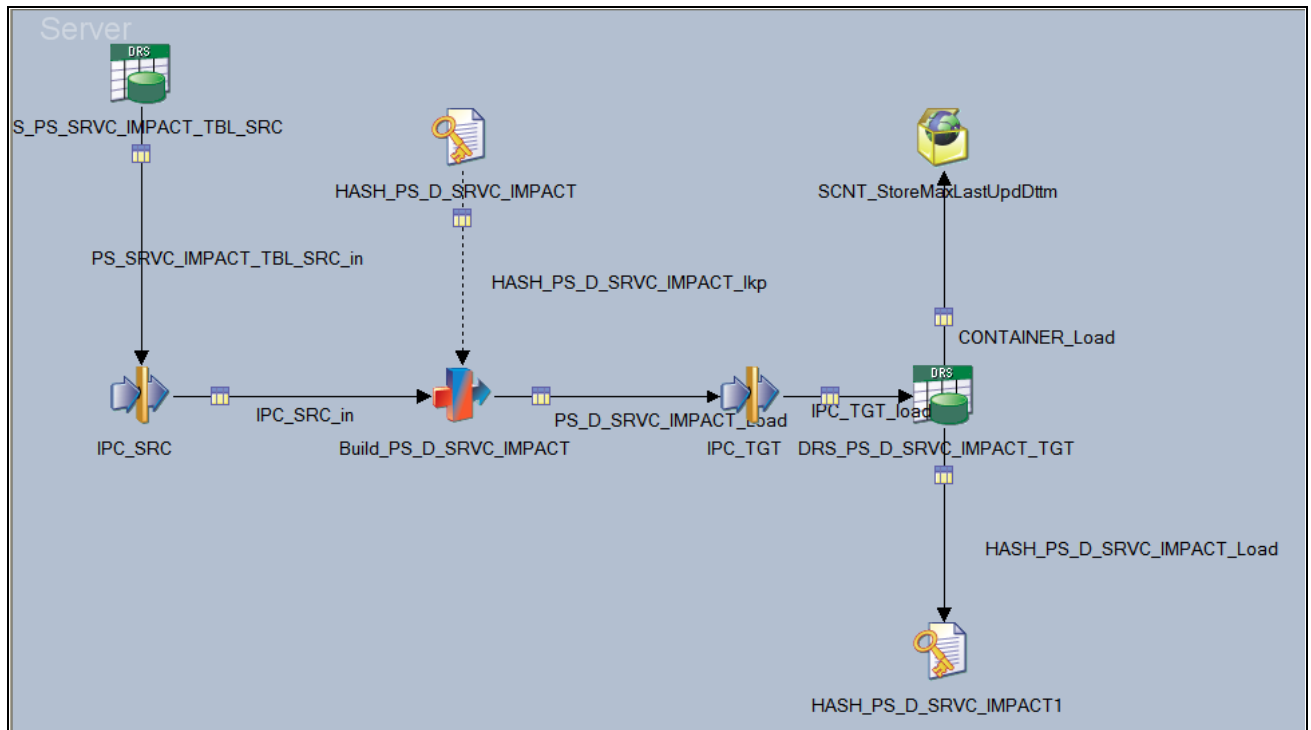 Server
DRS
S_PS_SRVC_IMPACT_TBL_SRC
HASH_PS_D_SRVC_IMPACT
SCNT_StoreMaxLastUpdDttm
PS_SRVC_IMPACT_TBL_SRC_in
HASH_PS_D_SRVC_IMPACT_lkp
CONTAINER_Load
DRS
IPC_SRC_in
PS_D_SRVC_IMPACT_Load
IPC_TGT_load
IPC_SRC
Build_PS_D_SRVC_IMPACT
IPC_TGT
DRS_PS_D_SRVC_IMPACT_TGT
HASH_PS_D_SRVC_IMPACT_Load
HASH_PS_D_SRVC_IMPACT1